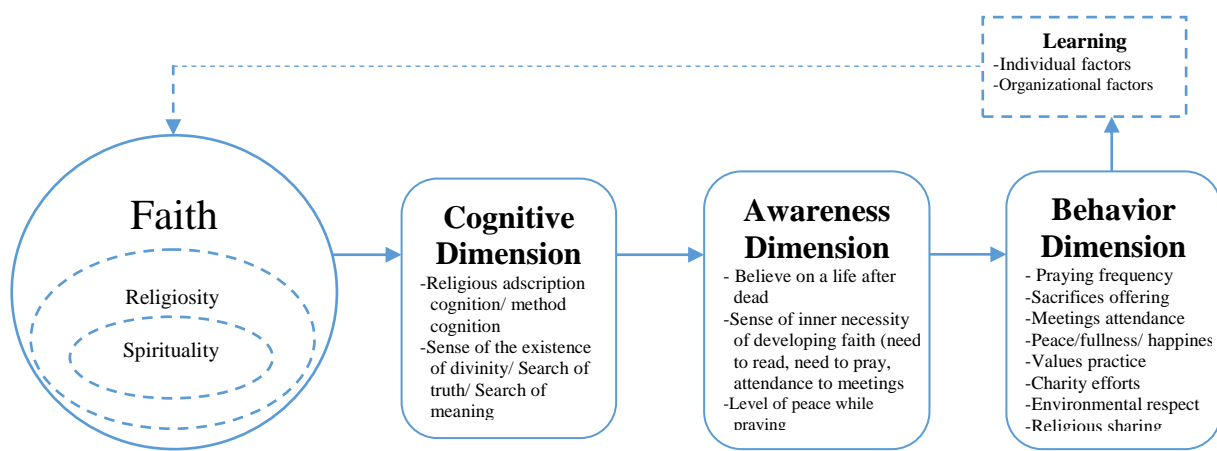 Learning
-Individual factors
-Organizational factors
Faith
Religiosity
Spirituality
Cognitive
Dimension
-Religious adscription
cognition/ method
cognition
-Sense of the existence
of divinity/ Search of
truth/ Search of
meaning
Awareness
Dimension
- Believe on a life after
dead
-Sense of inner necessity
of developing faith (need
to read, need to pray,
attendance to meetings
-Level of peace while
praying
Behavior
Dimension
- Praying frequency
-Sacrifices offering
-Meetings attendance
-Peace/fullness/ happines
-Values practice
-Charity efforts
-Environmental respect
-Religious sharing